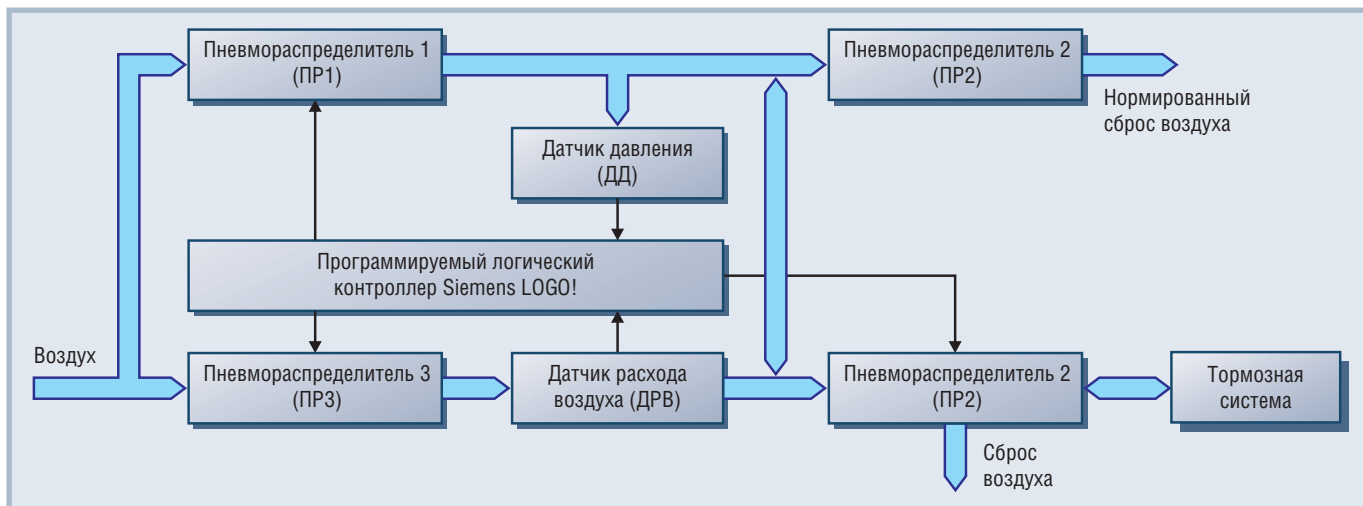 Пневмораспределитель 1
(ПР1)
Пневмораспределитель 2
(ПР2)
Нормированный
сброс воздуха
Датчик давления
(ДД)
Программируемый логический
контроллер Siemens LOGO!
Воздух
Пневмораспределитель 3
(ПР3)
Датчик расхода
воздуха (ДРВ)
Пневмораспределитель 2
(ПР2)
Тормозная
система
Сброс
воздуха